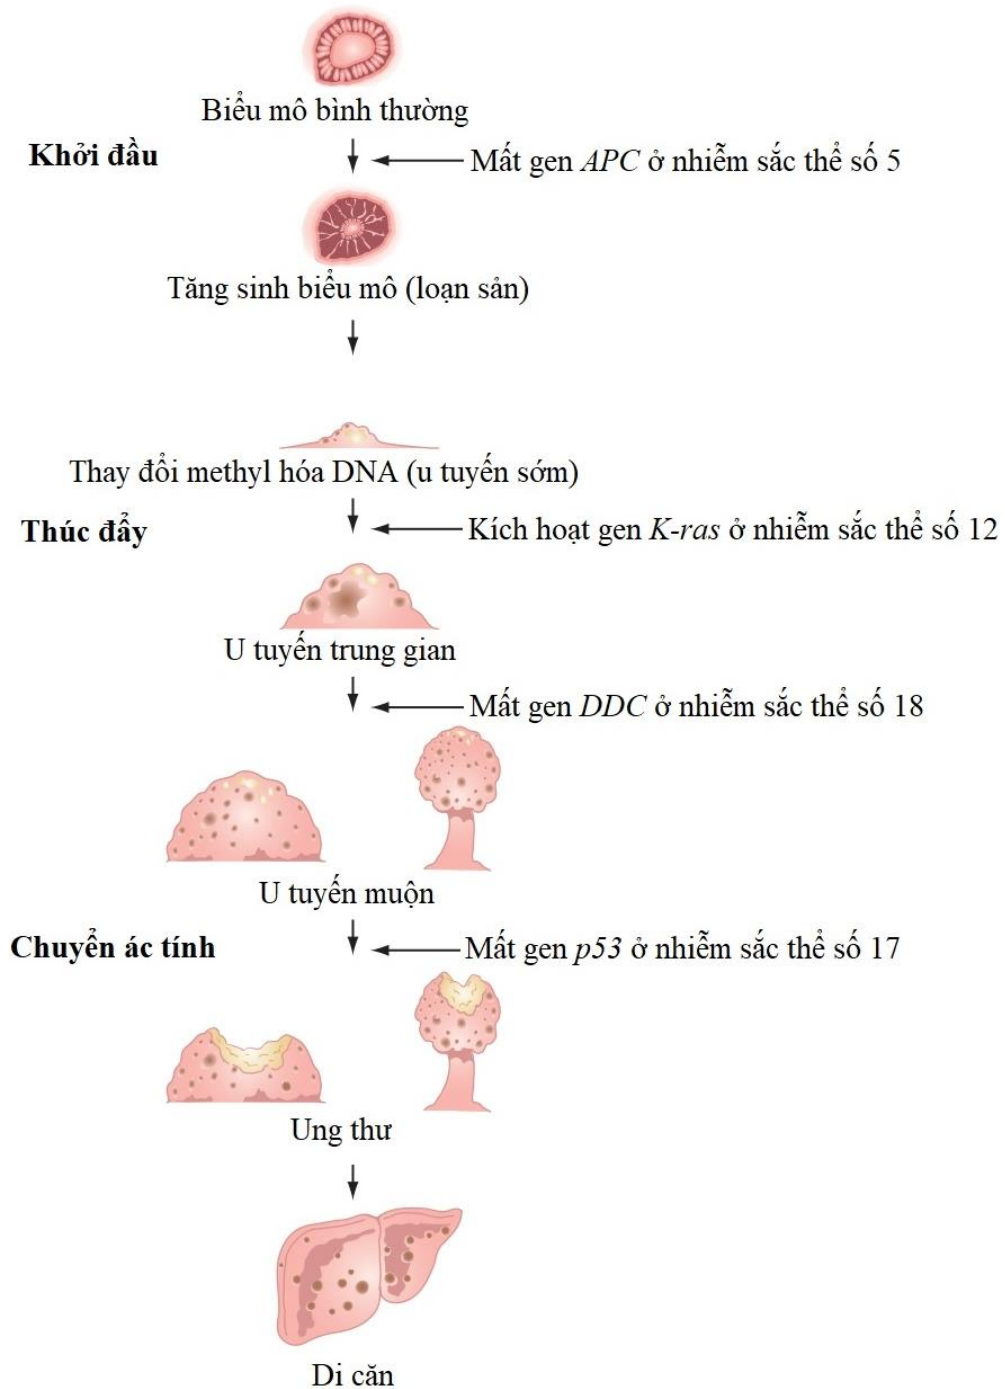 Biểu mô bình thường
Khởi đầu
Mất gen APC ở nhiễm sắc thể số 5
Tăng sinh biểu mô (loạn sản)
Thay đổi methyl hóa DNA (u tuyến sớm)
Thúc đẩy
Kích hoạt gen K-ras ở nhiễm sắc thể số 12
U tuyến trung gian
Mất gen DDC ở nhiễm sắc thể số 18
U tuyến muộn
Chuyển ác tính
Mất gen p53 ở nhiễm sắc thể số 17
Ung thư
Di căn